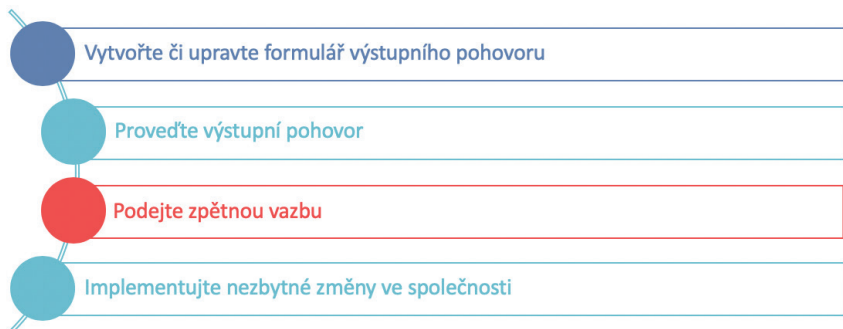 Vytvořte či upravte formulář výstupního pohovoru
Proveďte výstupní pohovor
Podejte zpětnou vazbu
Implementujte nezbytné změny ve společnosti